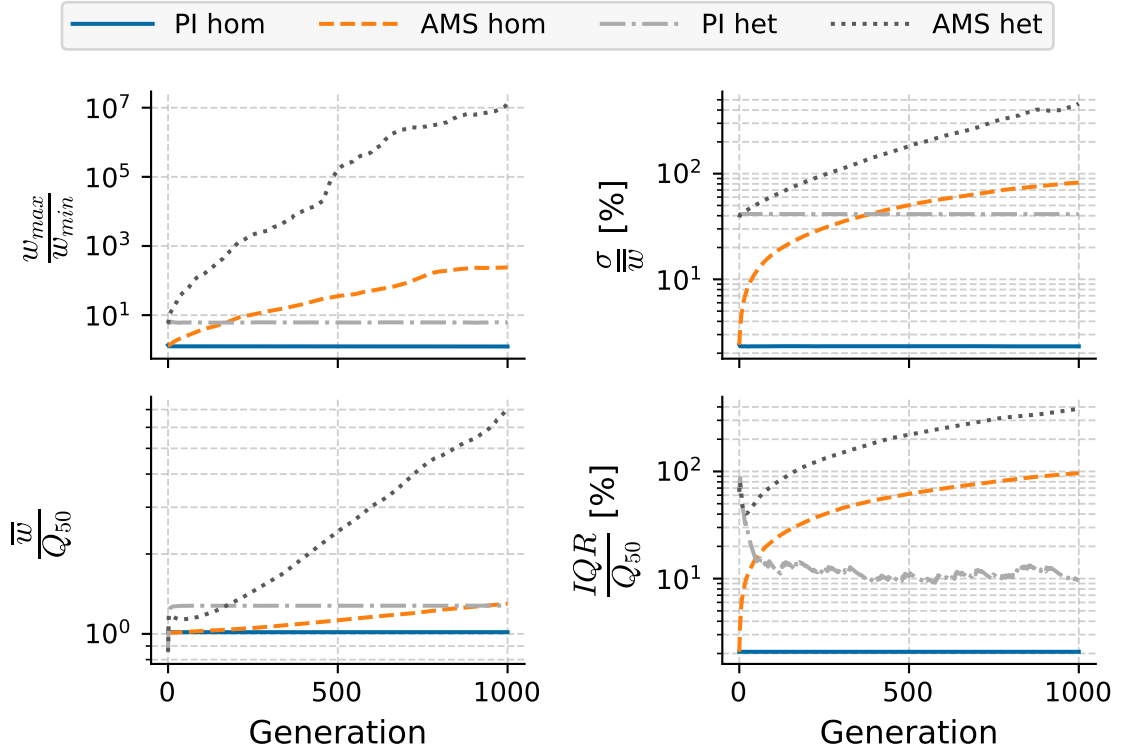 PI hom AMS hom PI het AMS het
10^7
10^5
10^3
10^1
w_max / w_min
10^2
10^1
σ / w̿ [%]
10^0
w̿ / Q_50
0 500 1000
Generation
10^2
10^1
IQR / Q_50 [%]
0 500 1000
Generation